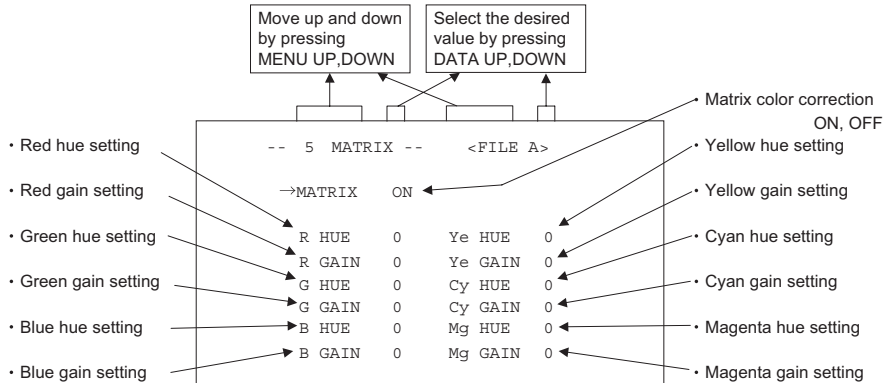 Move up and down
by pressing
MENU UP,DOWN
Select the desired
value by pressing
DATA UP,DOWN
・Matrix color correction
ON, OFF
-- 5 MATRIX -- <FILE A>
→MATRIX ON
R HUE 0 Ye HUE 0
R GAIN 0 Ye GAIN 0
G HUE 0 Cy HUE 0
G GAIN 0 Cy GAIN 0
B HUE 0 Mg HUE 0
B GAIN 0 Mg GAIN 0
・Red hue setting
・Red gain setting
・Green hue setting
・Green gain setting
・Blue hue setting
・Blue gain setting
・Yellow hue setting
・Yellow gain setting
・Cyan hue setting
・Cyan gain setting
・Magenta hue setting
・Magenta gain setting